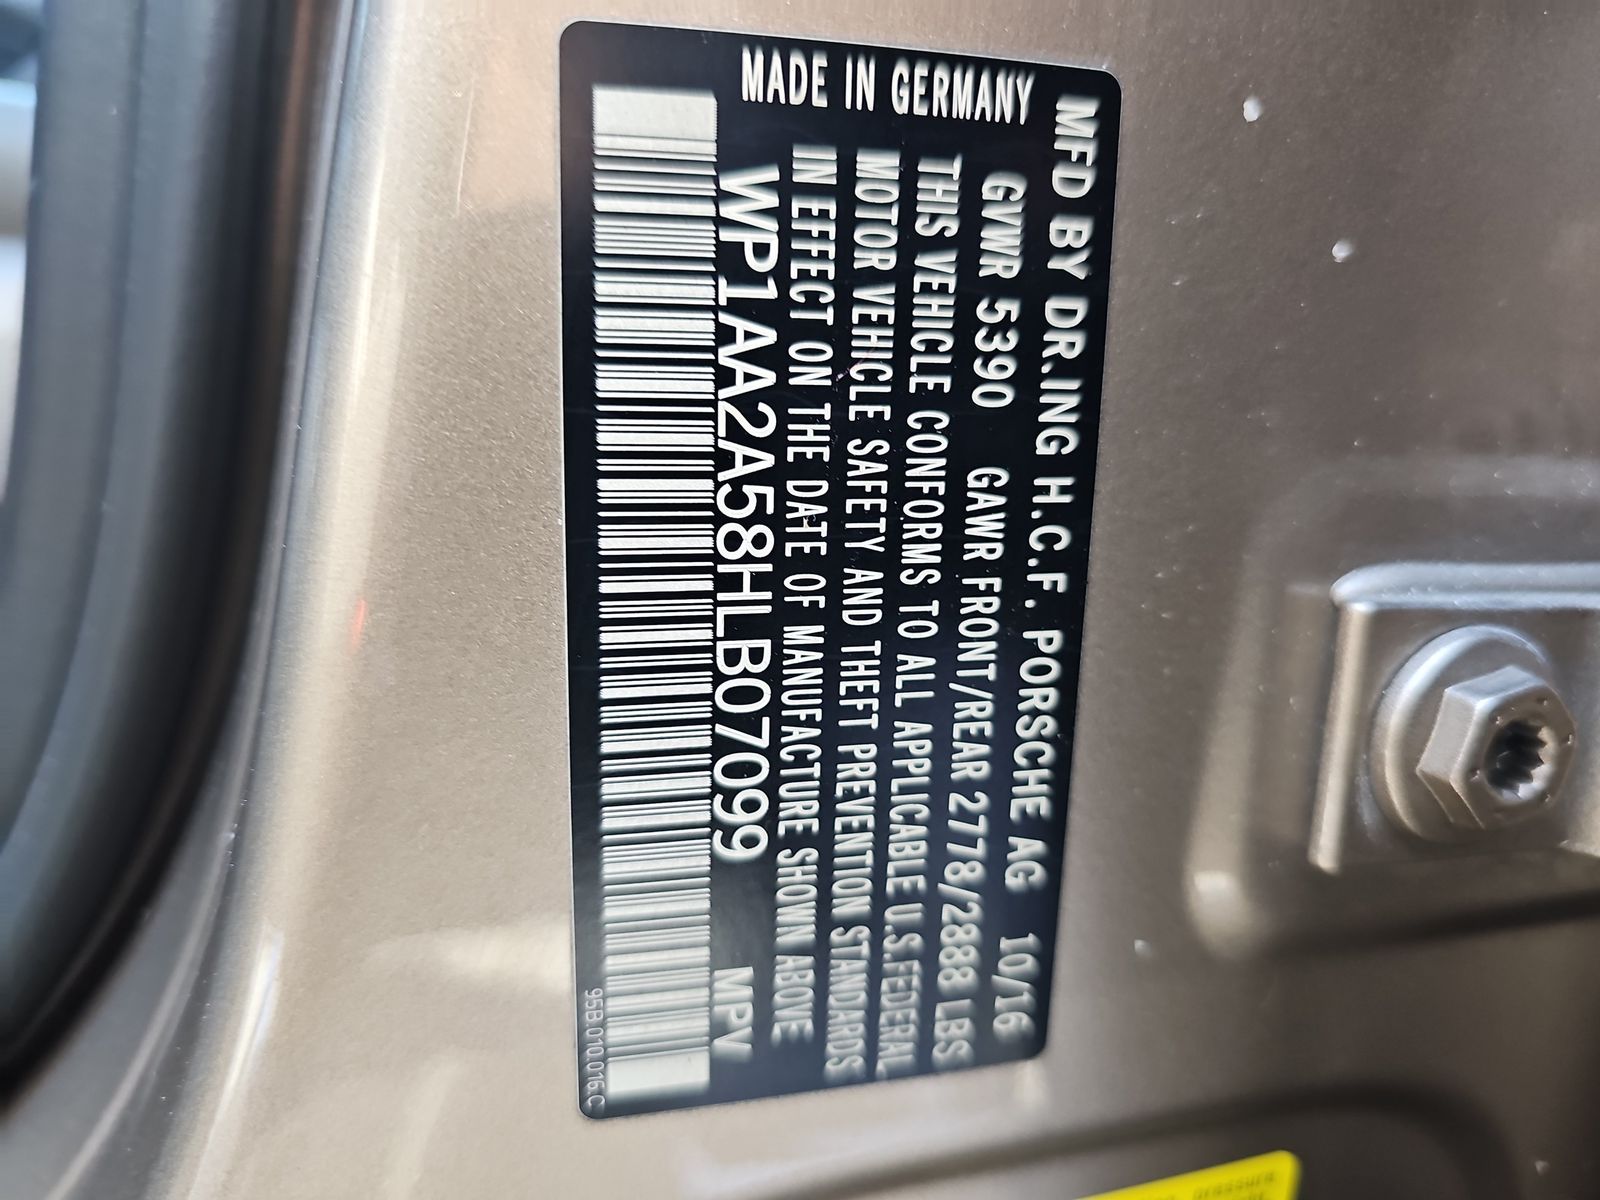 MFD BY DR.ING H.C.F. PORSCHE AG 10/16
GVWR 5390 GAWR FRONT/REAR 2778/2888 LBS
THIS VEHICLE CONFORMS TO ALL APPLICABLE U.S.FEDERAL
MOTOR VEHICLE SAFETY AND THEFT PREVENTION STANDARDS
IN EFFECT ON THE DATE OF MANUFACTURE SHOWN ABOVE
WP1AA2A58HLB07099 MPV
MADE IN GERMANY
95B.010.016.C
pressure